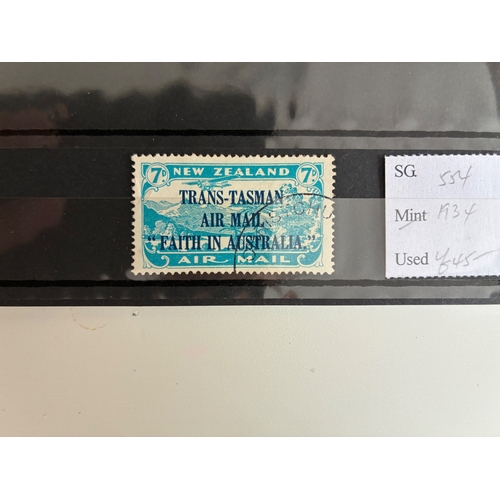 7D NEW ZEALAND 7D
TRANS-TASMAN
AIR MAIL.
"FAITH IN AUSTRALIA."
AIR MAIL
SG. 554
Mint 1934
Used £45-